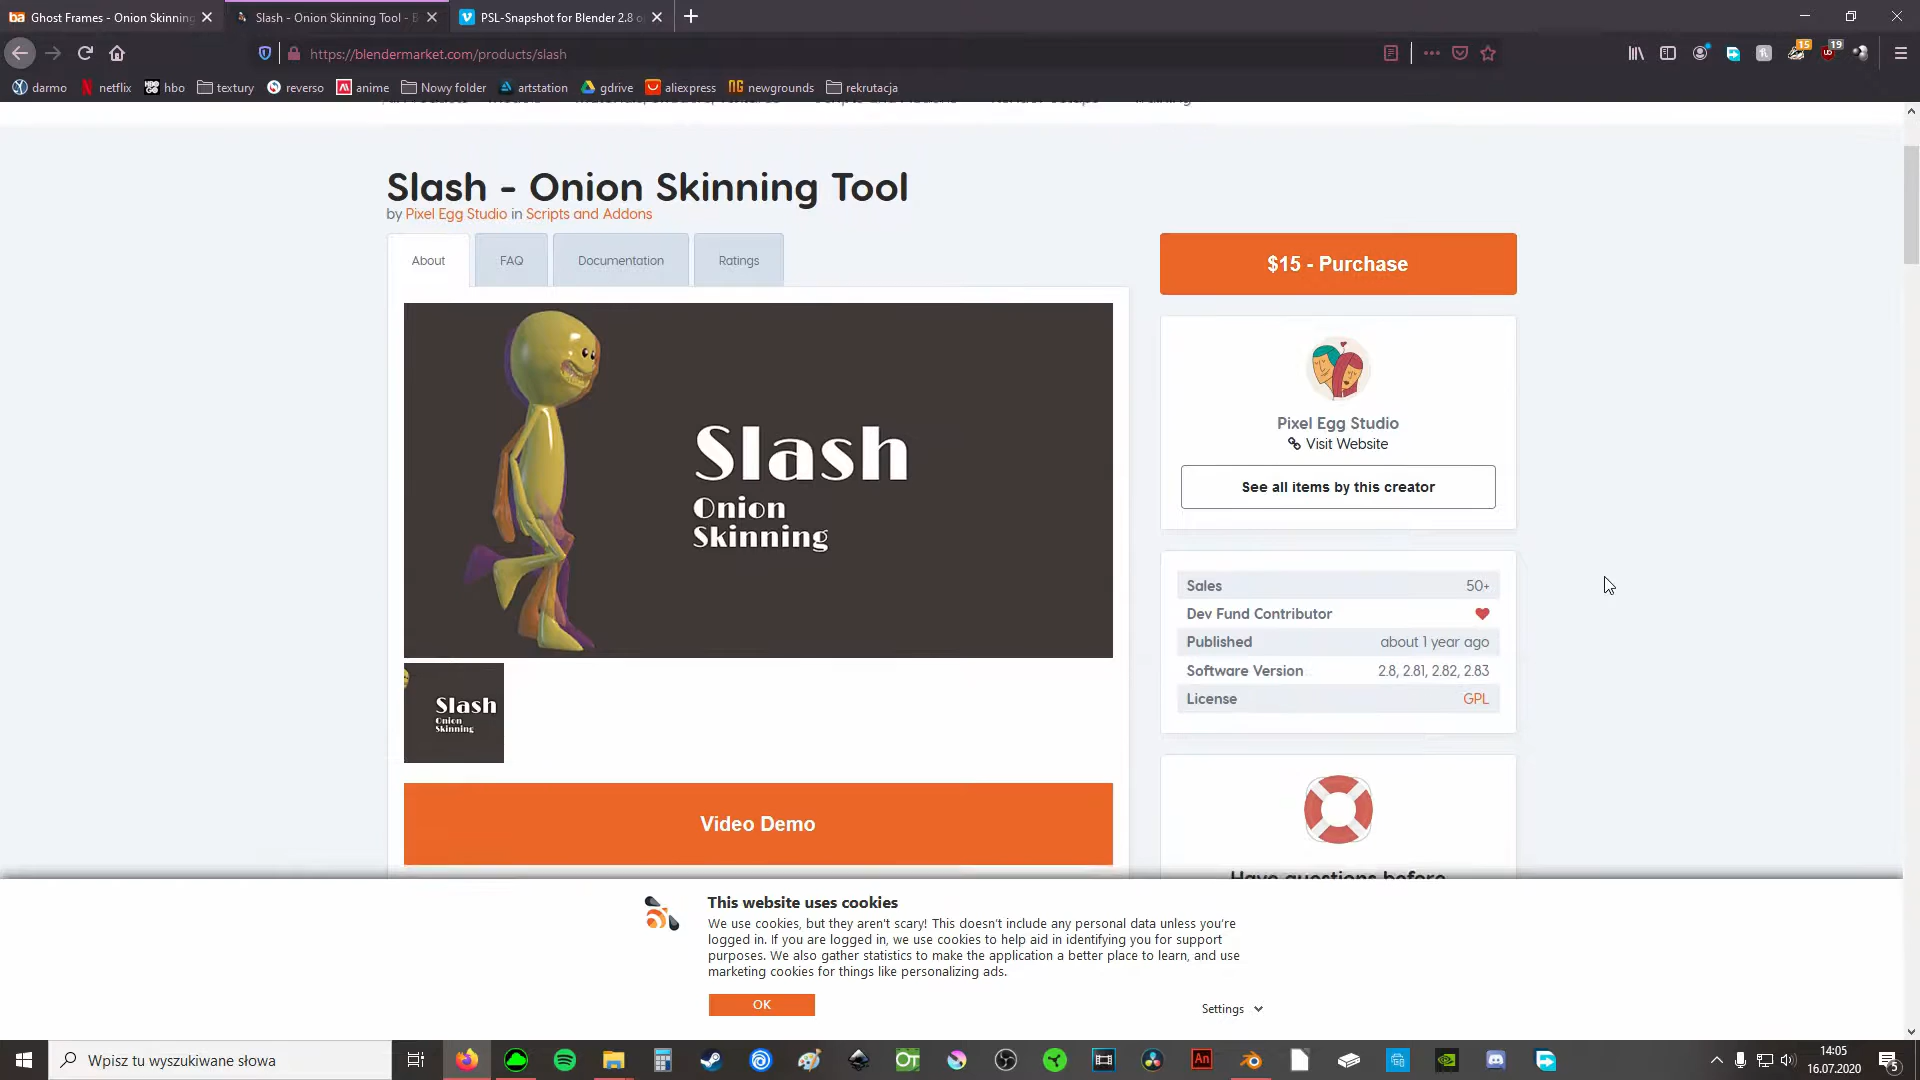 Ghost Frames - Onion Skinning
Slash - Onion Skinning Tool - B
PSL-Snapshot for Blender 2.8 o
https://blendermarket.com/products/slash
15
19
darmo
netflix
hbo
textury
reverso
anime
Nowy folder
artstation
gdrive
aliexpress
newgrounds
rekrutacja
Slash - Onion Skinning Tool
by Pixel Egg Studio in Scripts and Addons
About
FAQ
Documentation
Ratings
$15 - Purchase
Slash
Onion
Skinning
Pixel Egg Studio
Visit Website
See all items by this creator
Sales 50+
Dev Fund Contributor
Published about 1 year ago
Software Version 2.8, 2.81, 2.82, 2.83
License GPL
Slash
Onion
Skinning
Video Demo
Have questions before
This website uses cookies
We use cookies, but they aren't scary! This doesn't include any personal data unless you're
logged in. If you are logged in, we use cookies to help aid in identifying you for support
purposes. We also gather statistics to make the application a better place to learn, and use
marketing cookies for things like personalizing ads.
OK
Settings
Wpisz tu wyszukiwane słowa
14:05
16.07.2020
5